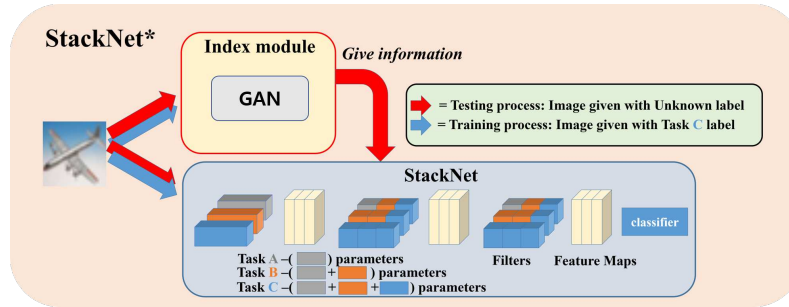 StackNet*
Index module
GAN
Give information
= Testing process: Image given with Unknown label
= Training process: Image given with Task C label
StackNet
classifier
Task A –( ) parameters
Task B –( + ) parameters
Task C –( + + ) parameters
Filters
Feature Maps